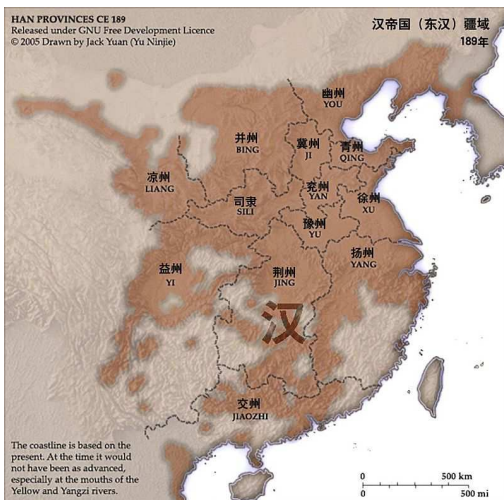 HAN PROVINCES CE 189
Released under GNU Free Development Licence
© 2005 Drawn by Jack Yuan (Yu Ninjie)
汉帝国（东汉）疆域
189年
幽州
YOU
并州
BING
冀州
JI
青州
QING
凉州
LIANG
兖州
YAN
司隶
SILI
徐州
XU
豫州
YU
扬州
YANG
益州
YI
荆州
JING
汉
交州
JIAOZHI
The coastline is based on the
present. At the time it would
not have been as advanced,
especially at the mouths of the
Yellow and Yangzi rivers.
0 500 km
0 500 mi